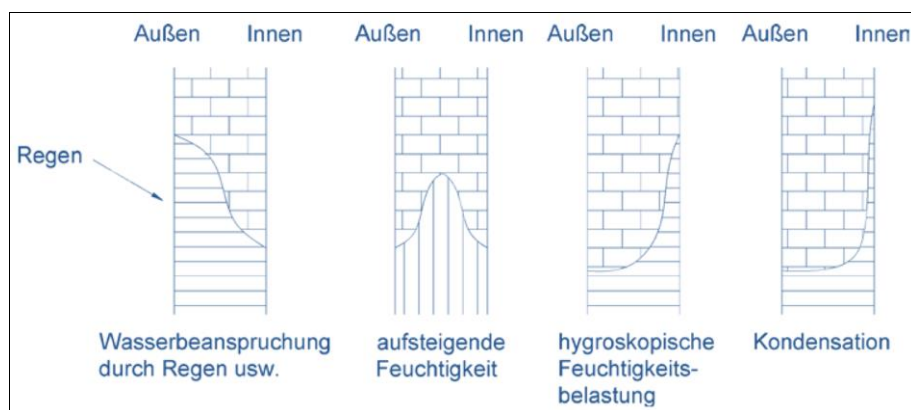 Außen Innen Außen Innen Außen Innen Außen Innen
Regen
Wasserbeanspruchung
durch Regen usw.
aufsteigende
Feuchtigkeit
hygroskopische
Feuchtigkeits-
belastung
Kondensation